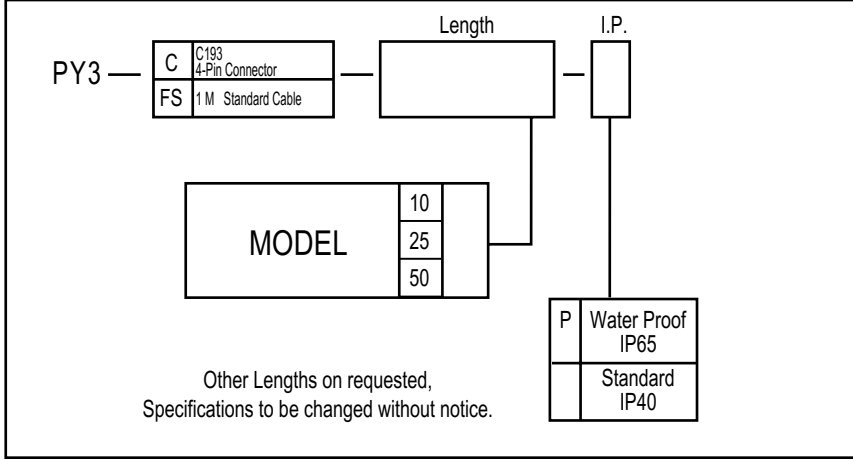 Length
I.P.
PY3 —
C
C193
4-Pin Connector
FS
1 M Standard Cable
MODEL
10
25
50
P
Water Proof
IP65
Standard
IP40
Other Lengths on requested,
Specifications to be changed without notice.